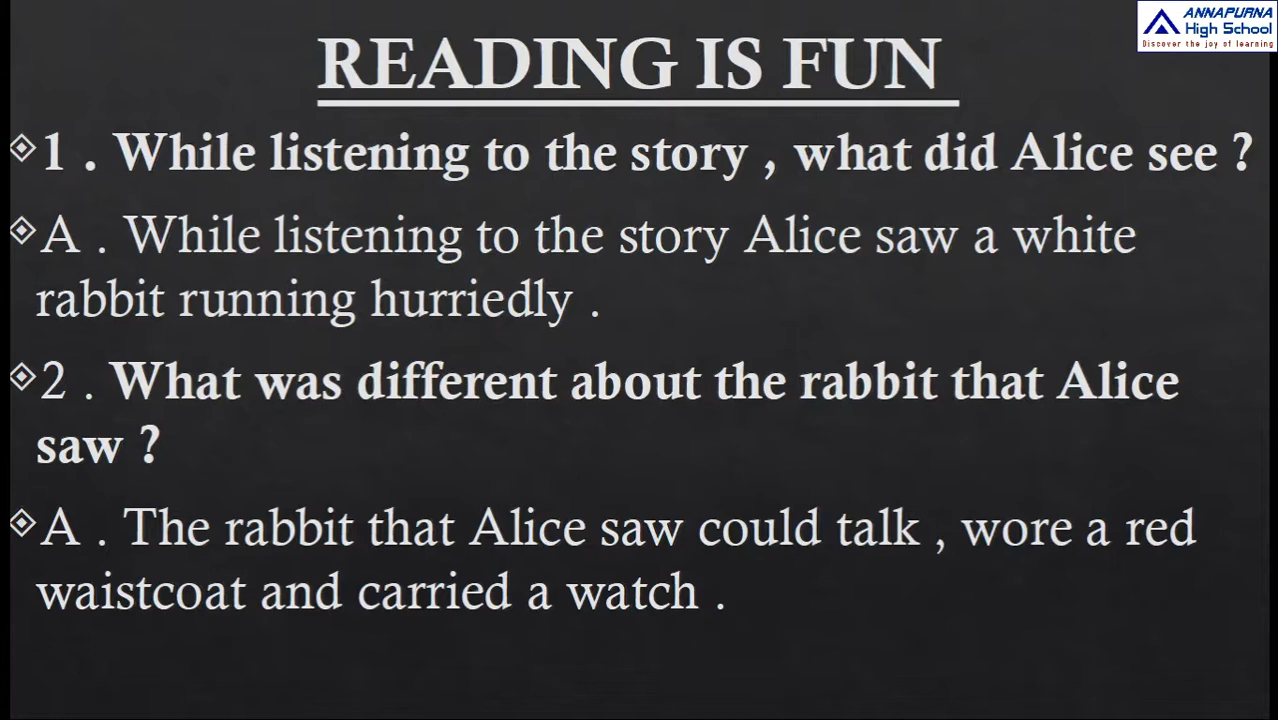 ANNAPURNA
High School
Discover the joy of learning
READING IS FUN
1 . While listening to the story , what did Alice see ?
A . While listening to the story Alice saw a white
rabbit running hurriedly .
2 . What was different about the rabbit that Alice
saw ?
A . The rabbit that Alice saw could talk , wore a red
waistcoat and carried a watch .